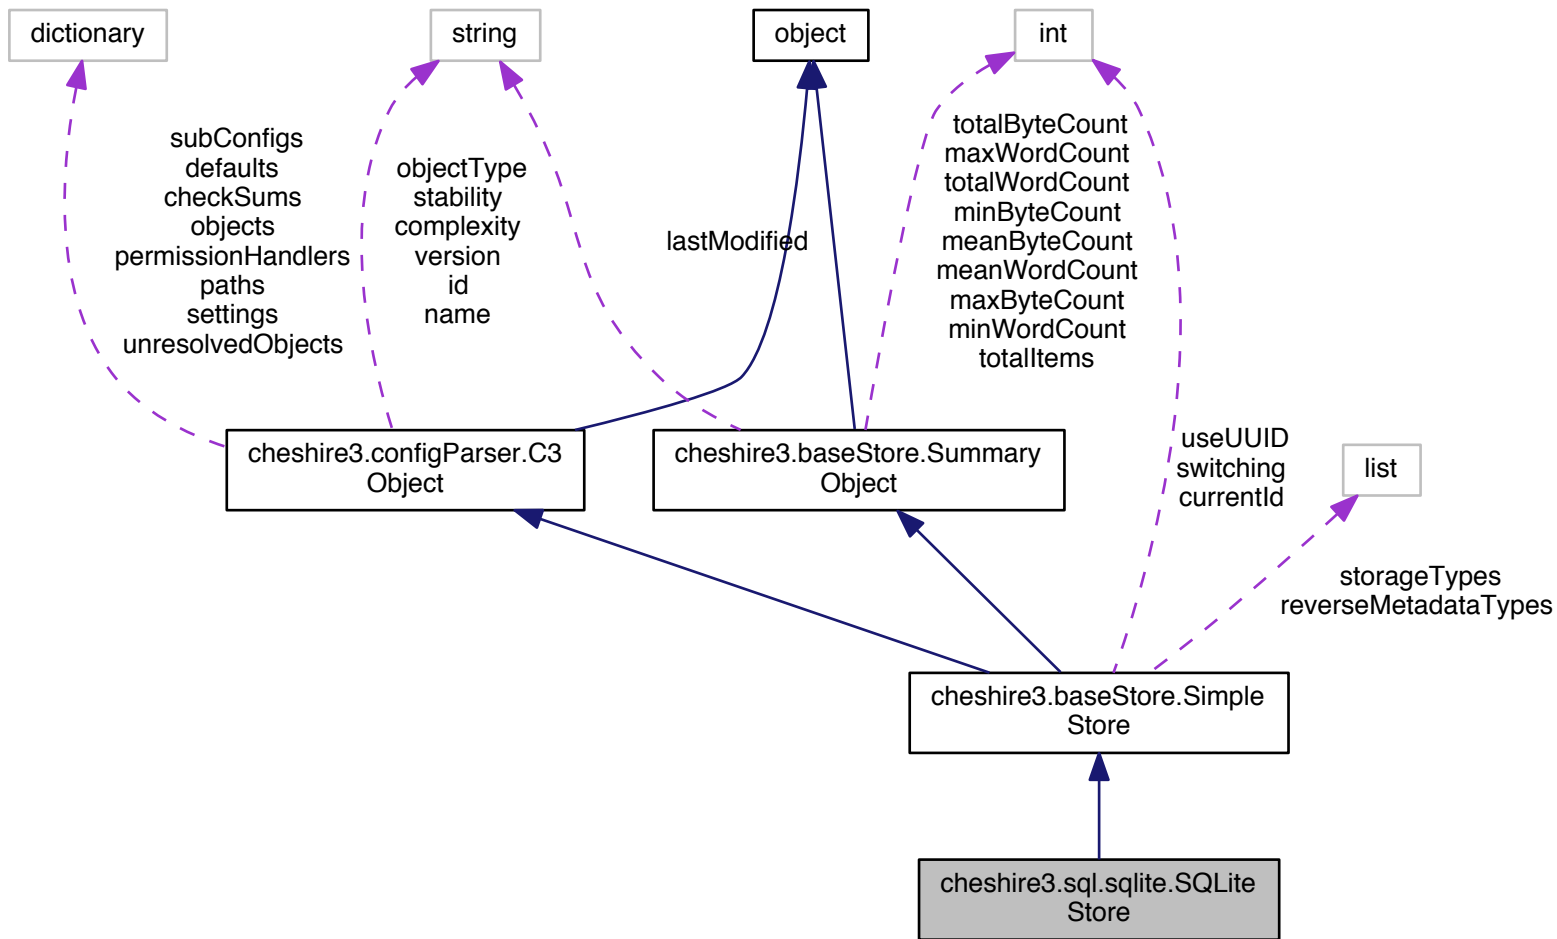 dictionary
string
object
int
subConfigs
defaults
checkSums
objects
permissionHandlers
paths
settings
unresolvedObjects
objectType
stability
complexity
version
id
name
lastModified
totalByteCount
maxWordCount
totalWordCount
minByteCount
meanByteCount
meanWordCount
maxByteCount
minWordCount
totalItems
cheshire3.configParser.C3
Object
cheshire3.baseStore.Summary
Object
useUUID
switching
currentId
list
storageTypes
reverseMetadataTypes
cheshire3.baseStore.Simple
Store
cheshire3.sql.sqlite.SQLite
Store